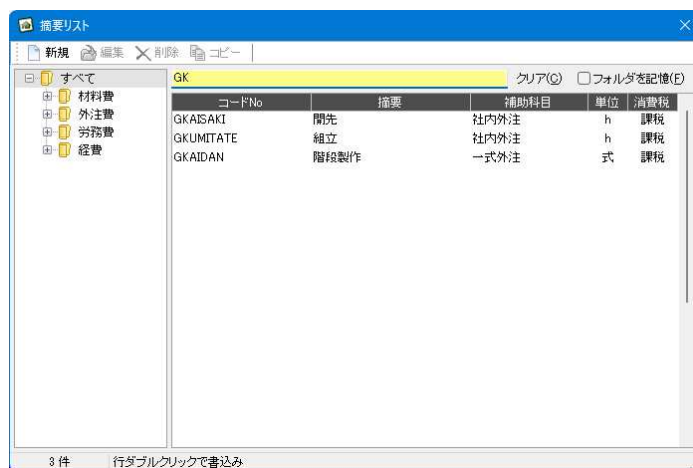 摘要リスト
新規 編集 削除 コピー
すべて
材料費
外注費
労務費
経費
GK クリア(C) フォルダを記憶(F)
コードNo 摘要 補助科目 単位 消費税
GKAISAKI 開先 社内外注 h 課税
GKUMITATE 組立 社内外注 h 課税
GKAIDAN 階段製作 一式外注 式 課税
3 件 行ダブルクリックで書込み